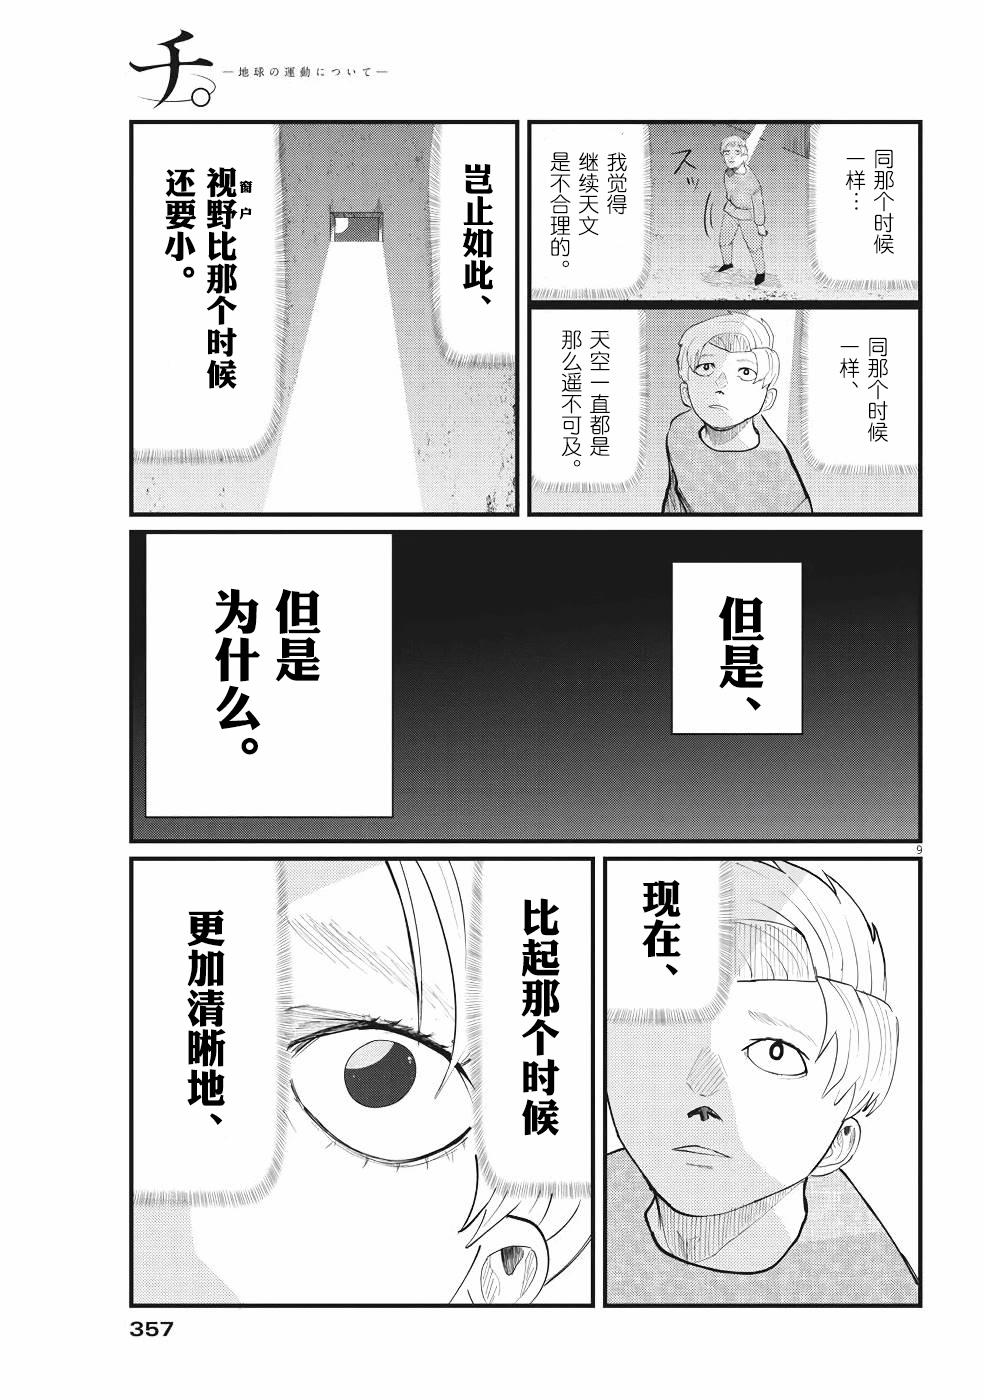 チ。
—地球の運動について—
同那个时候
一样…
我觉得
继续天文
是不合理的。
スッ
同那个时候
一样、
天空一直都是
那么遥不可及。
岂止如此、
窗户
视野比那个时候
还要小。
但是、
但是
为什么。
9
现在、
比起那个时候
更加清晰地、
357